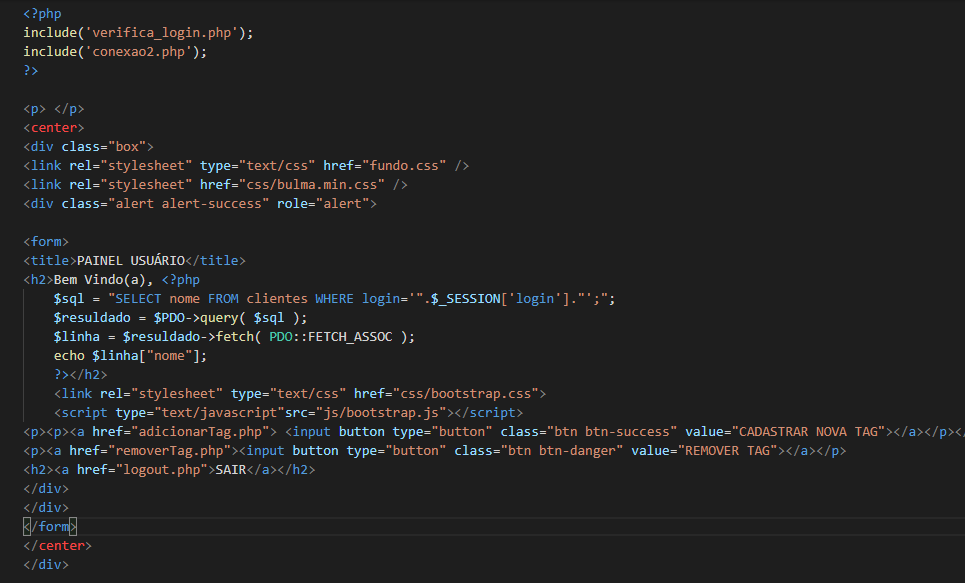 <?php
include('verifica_login.php');
include('conexao2.php');
?>
<p> </p>
<center>
<div class="box">
<link rel="stylesheet" type="text/css" href="fundo.css" />
<link rel="stylesheet" href="css/bulma.min.css" />
<div class="alert alert-success" role="alert">
<form>
<title>PAINEL USUÁRIO</title>
<h2>Bem Vindo(a), <?php
$sql = "SELECT nome FROM clientes WHERE login='".$_SESSION['login']."';";
$resuldado = $PDO->query( $sql );
$linha = $resuldado->fetch( PDO::FETCH_ASSOC );
echo $linha["nome"];
?></h2>
<link rel="stylesheet" type="text/css" href="css/bootstrap.css">
<script type="text/javascript"src="js/bootstrap.js"></script>
<p><p><a href="adicionarTag.php"> <input button type="button" class="btn btn-success" value="CADASTRAR NOVA TAG"></a></p></
<p><a href="removerTag.php"><input button type="button" class="btn btn-danger" value="REMOVER TAG"></a></p>
<h2><a href="logout.php">SAIR</a></h2>
</div>
</div>
</form>
</center>
</div>